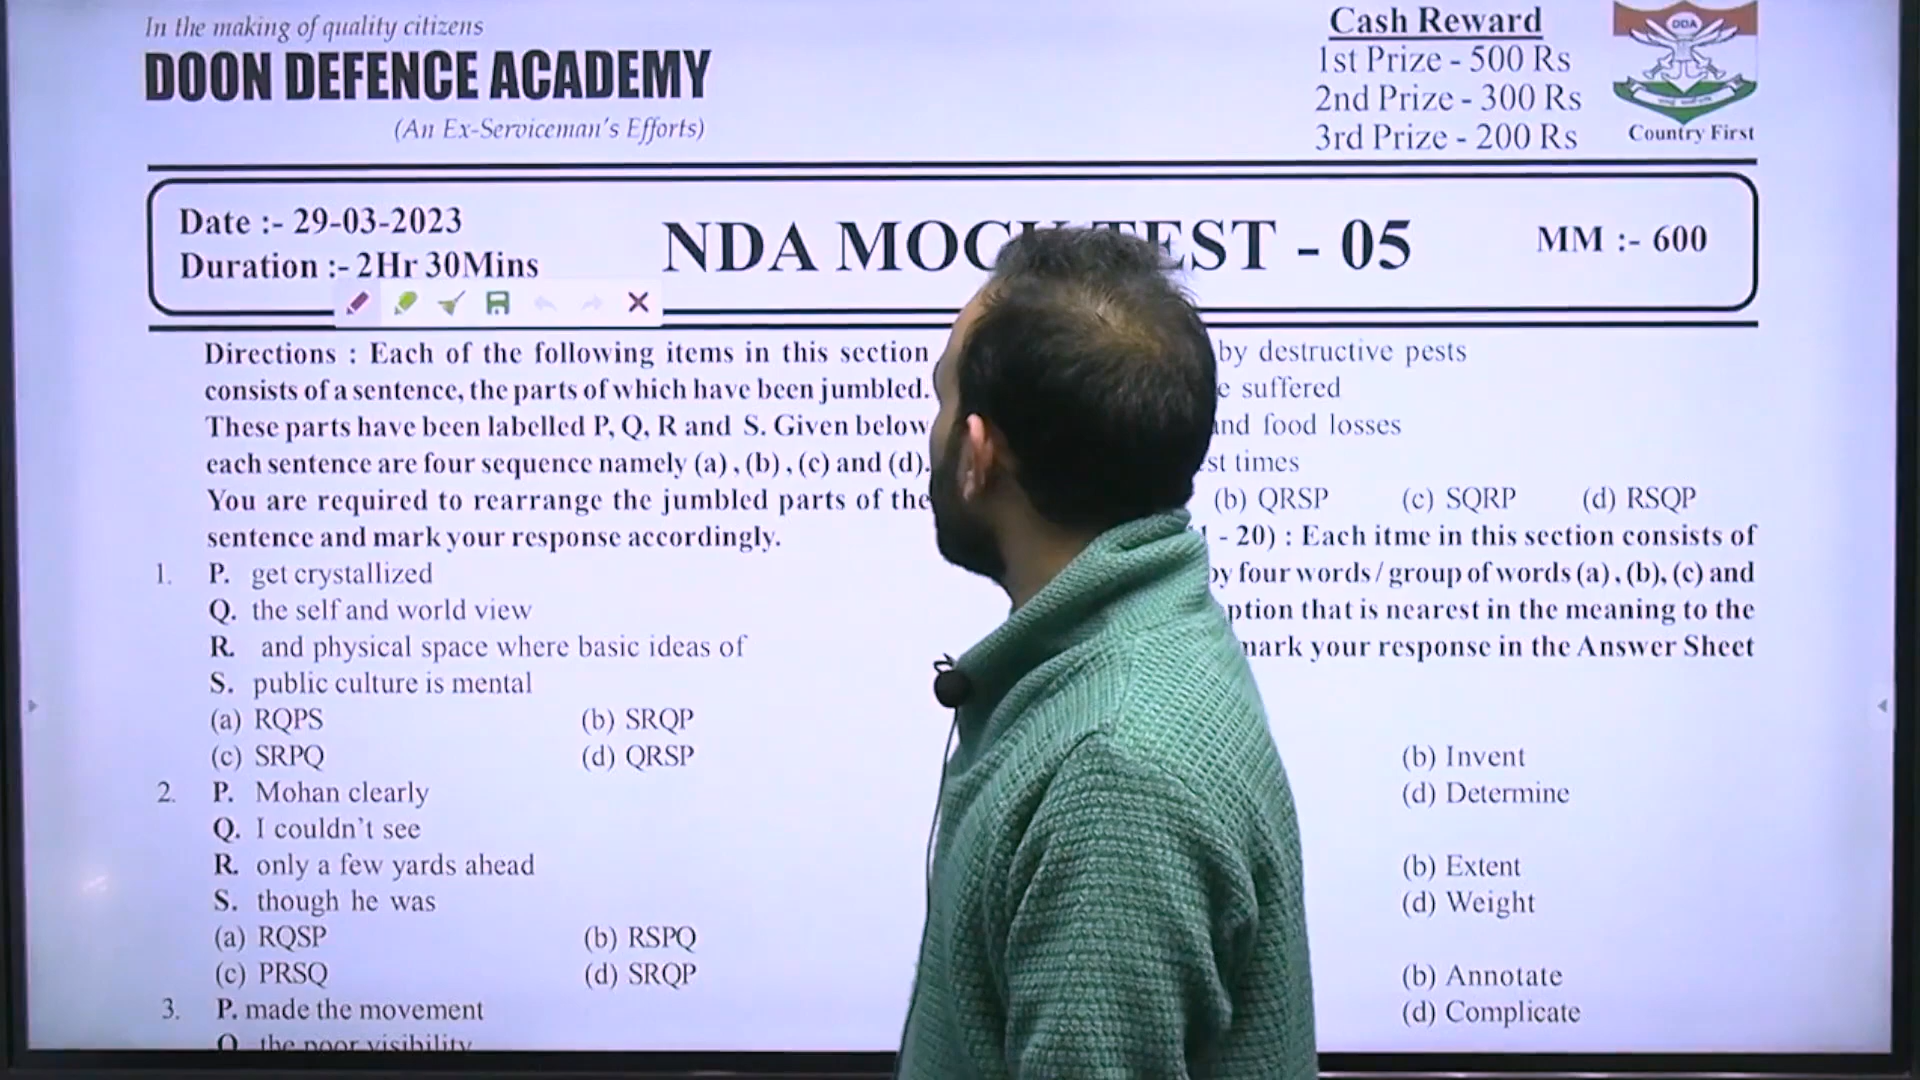 In the making of quality citizens
DOON DEFENCE ACADEMY
(An Ex-Serviceman's Efforts)
Cash Reward
1st Prize - 500 Rs
2nd Prize - 300 Rs
3rd Prize - 200 Rs
DDA
Country First
Date :- 29-03-2023
Duration :- 2Hr 30Mins
NDA MOCK TEST - 05
MM :- 600
Directions : Each of the following items in this section
consists of a sentence, the parts of which have been jumbled.
These parts have been labelled P, Q, R and S. Given below
each sentence are four sequence namely (a) , (b) , (c) and (d).
You are required to rearrange the jumbled parts of the
sentence and mark your response accordingly.
1. P. get crystallized
Q. the self and world view
R. and physical space where basic ideas of
S. public culture is mental
(a) RQPS (b) SRQP
(c) SRPQ (d) QRSP
2. P. Mohan clearly
Q. I couldn't see
R. only a few yards ahead
S. though he was
(a) RQSP (b) RSPQ
(c) PRSQ (d) SRQP
3. P. made the movement
Q. the poor visibility
by destructive pests
suffered
and food losses
times
(b) QRSP (c) SQRP (d) RSQP
- 20) : Each itme in this section consists of
by four words / group of words (a) , (b), (c) and
that is nearest in the meaning to the
mark your response in the Answer Sheet
(b) Invent
(d) Determine
(b) Extent
(d) Weight
(b) Annotate
(d) Complicate